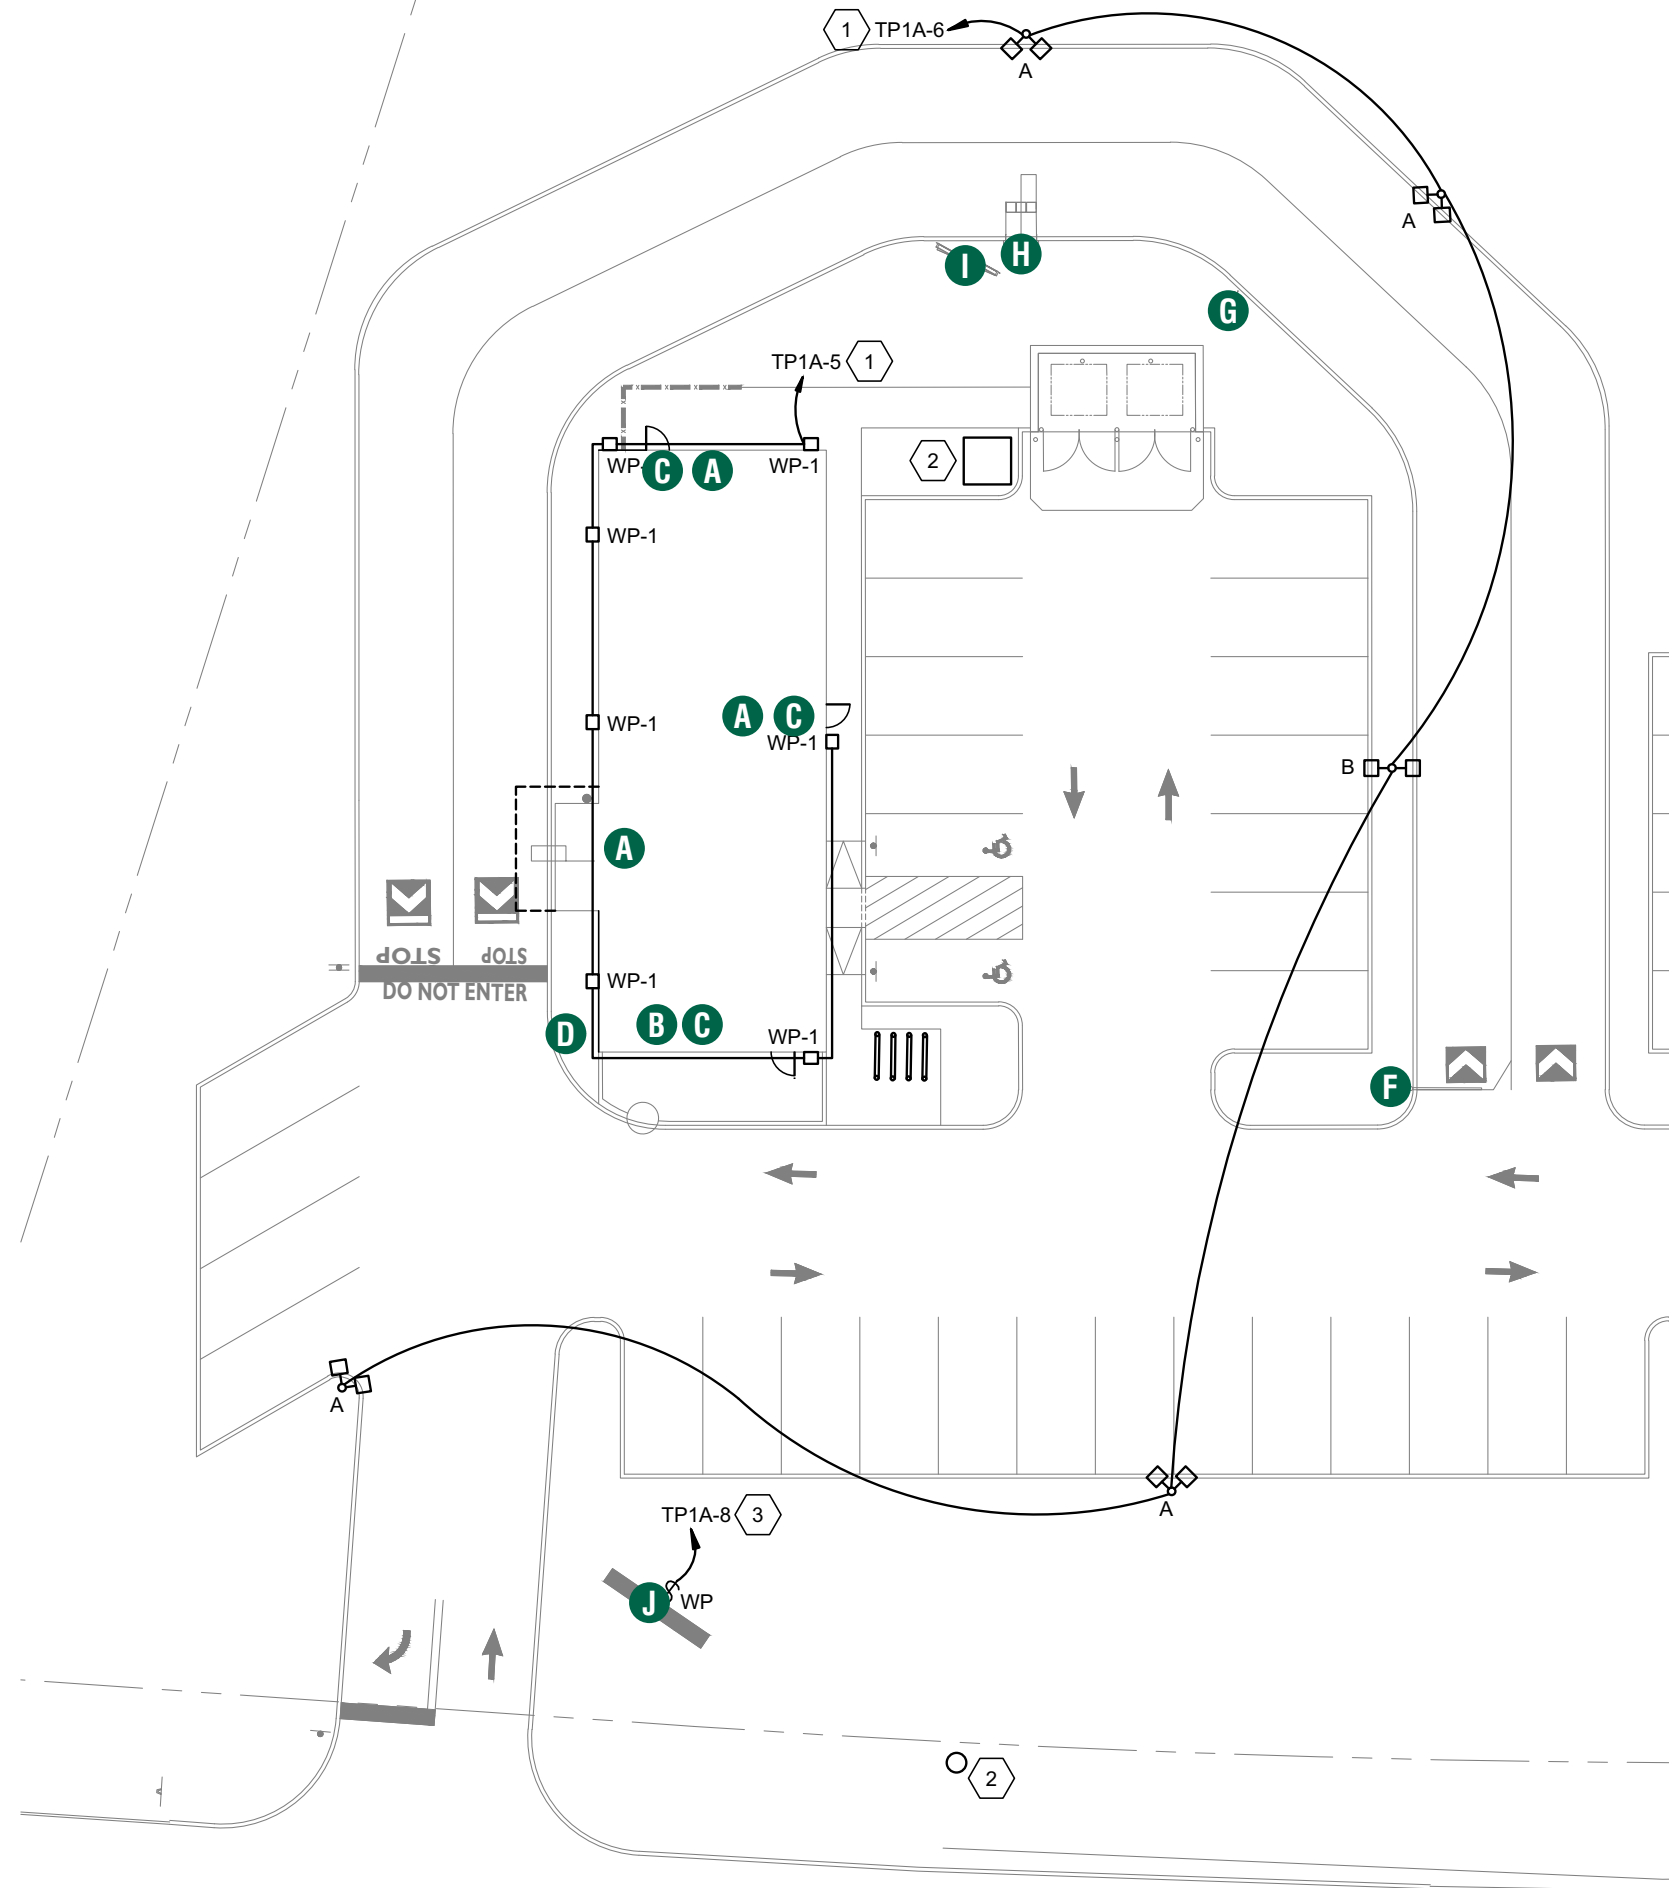 1 TP1A-6
A
A
I H
G
TP1A-5 1
2
WP- C A WP-1
WP-1
A C
WP-1
WP-1
B
A
STOP STOP
DO NOT ENTER
WP-1
D B C WP-1
F
A
A
TP1A-8 3
J WP
2